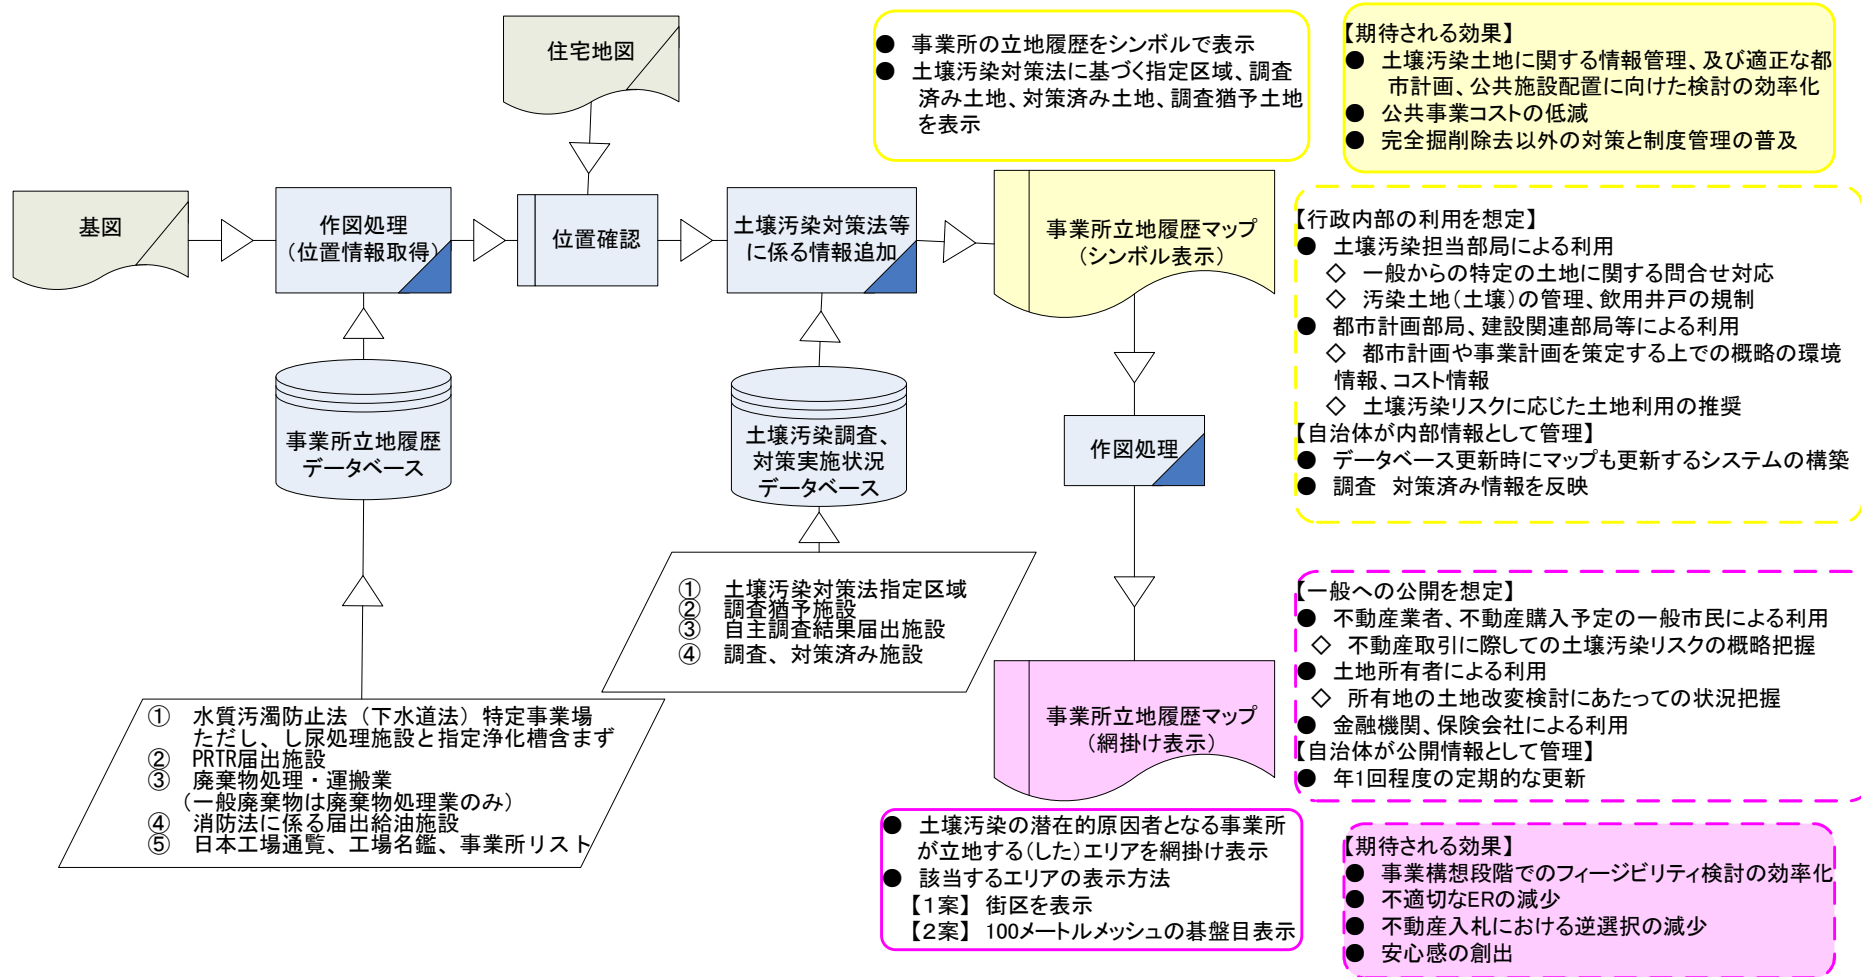 住宅地図
基図
作図処理
(位置情報取得)
位置確認
土壌汚染対策法等
に係る情報追加
事業所立地履歴マップ
(シンボル表示)
事業所立地履歴
データベース
土壌汚染調査、
対策実施状況
データベース
作図処理
① 土壌汚染対策法指定区域
② 調査猶予施設
③ 自主調査結果届出施設
④ 調査、対策済み施設
① 水質汚濁防止法（下水道法）特定事業場
ただし、し尿処理施設と指定浄化槽含まず
② PRTR届出施設
③ 廃棄物処理・運搬業
(一般廃棄物は廃棄物処理業のみ)
④ 消防法に係る届出給油施設
⑤ 日本工場通覧、工場名鑑、事業所リスト
事業所立地履歴マップ
(網掛け表示)
● 事業所の立地履歴をシンボルで表示
● 土壌汚染対策法に基づく指定区域、調査
済み土地、対策済み土地、調査猶予土地
を表示
【期待される効果】
● 土壌汚染土地に関する情報管理、及び適正な都
市計画、公共施設配置に向けた検討の効率化
● 公共事業コストの低減
● 完全掘削除去以外の対策と制度管理の普及
【行政内部の利用を想定】
● 土壌汚染担当部局による利用
◇ 一般からの特定の土地に関する問合せ対応
◇ 汚染土地(土壌)の管理、飲用井戸の規制
● 都市計画部局、建設関連部局等による利用
◇ 都市計画や事業計画を策定する上での概略の環境
情報、コスト情報
◇ 土壌汚染リスクに応じた土地利用の推奨
【自治体が内部情報として管理】
● データベース更新時にマップも更新するシステムの構築
● 調査 対策済み情報を反映
【一般への公開を想定】
● 不動産業者、不動産購入予定の一般市民による利用
◇ 不動産取引に際しての土壌汚染リスクの概略把握
● 土地所有者による利用
◇ 所有地の土地改変検討にあたっての状況把握
● 金融機関、保険会社による利用
【自治体が公開情報として管理】
● 年1回程度の定期的な更新
● 土壌汚染の潜在的原因者となる事業所
が立地する(した)エリアを網掛け表示
● 該当するエリアの表示方法
【1案】 街区を表示
【2案】 100メートルメッシュの碁盤目表示
【期待される効果】
● 事業構想段階でのフィージビリティ検討の効率化
● 不適切なERの減少
● 不動産入札における逆選択の減少
● 安心感の創出